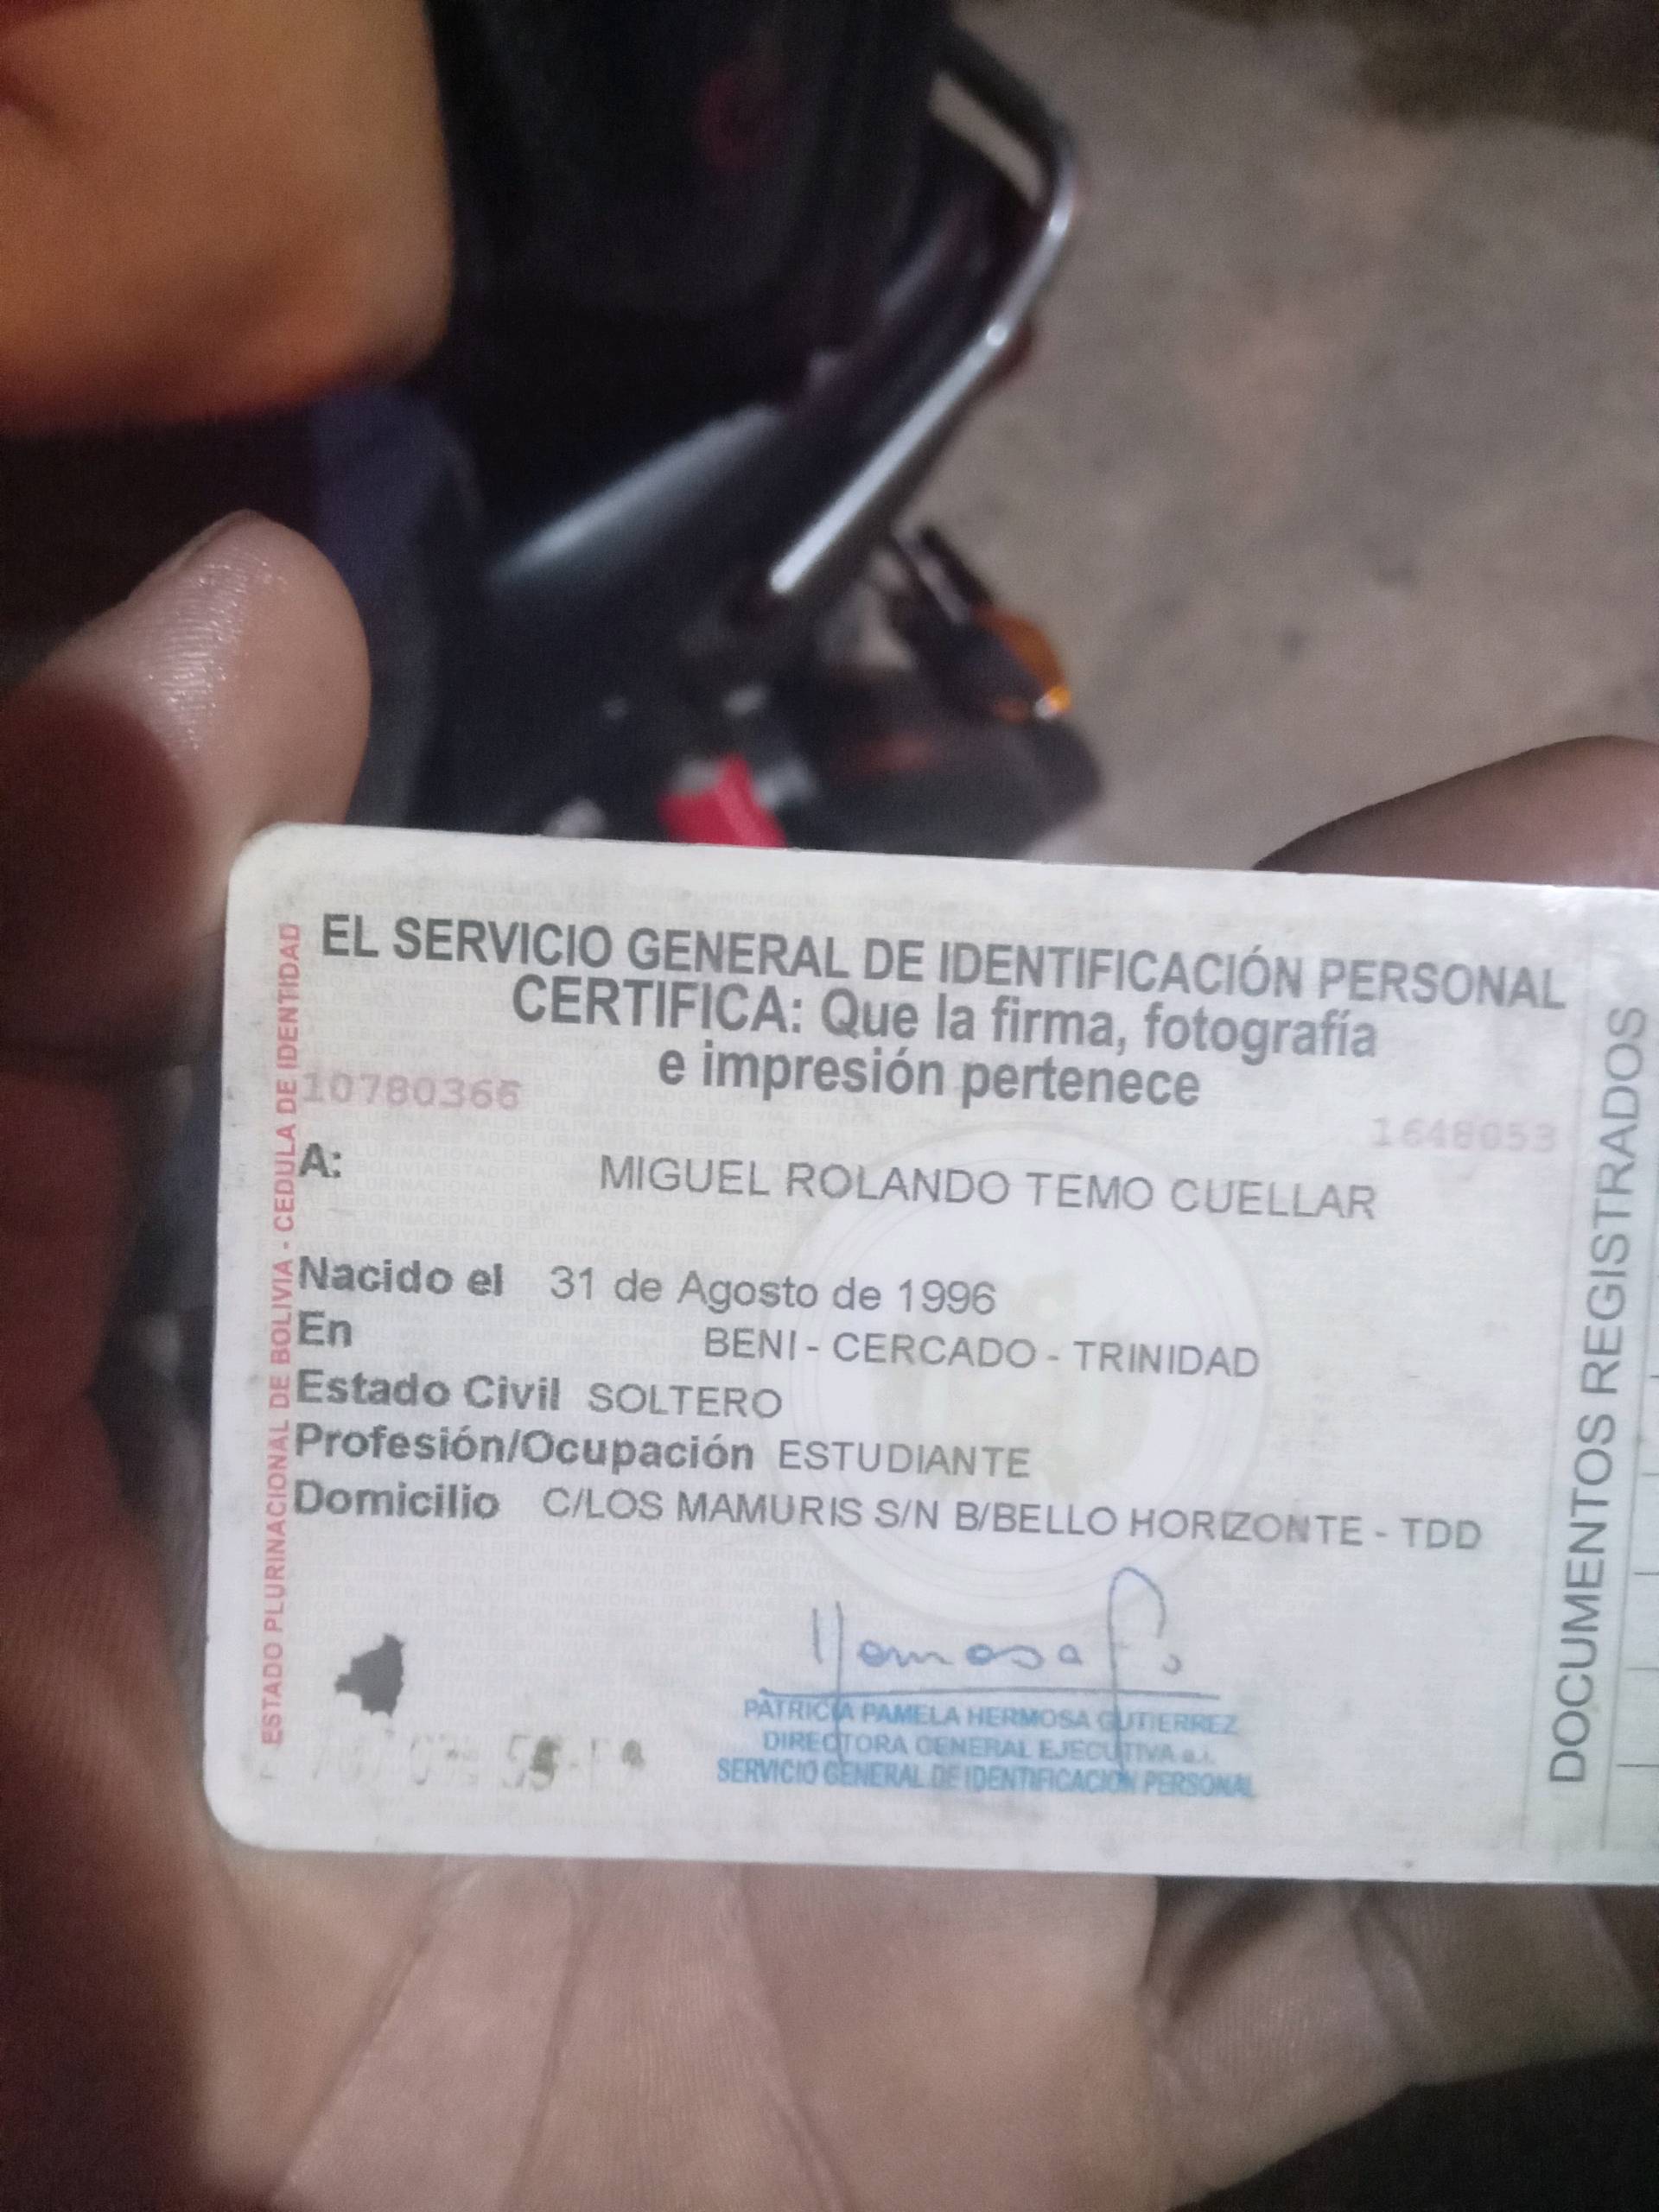 EL SERVICIO GENERAL DE IDENTIFICACIÓN PERSONAL
CERTIFICA: Que la firma, fotografía
e impresión pertenece
10780366
1648053
A: MIGUEL ROLANDO TEMO CUELLAR
Nacido el 31 de Agosto de 1996
En BENI - CERCADO - TRINIDAD
Estado Civil SOLTERO
Profesión/Ocupación ESTUDIANTE
Domicilio C/LOS MAMURIS S/N B/BELLO HORIZONTE - TDD
PATRICIA PAMELA HERMOSA GUTIERREZ
DIRECTORA GENERAL EJECUTIVA a.i.
SERVICIO GENERAL DE IDENTIFICACION PERSONAL
ESTADO PLURINACIONAL DE BOLIVIA - CEDULA DE IDENTIDAD
DOCUMENTOS REGISTRADOS